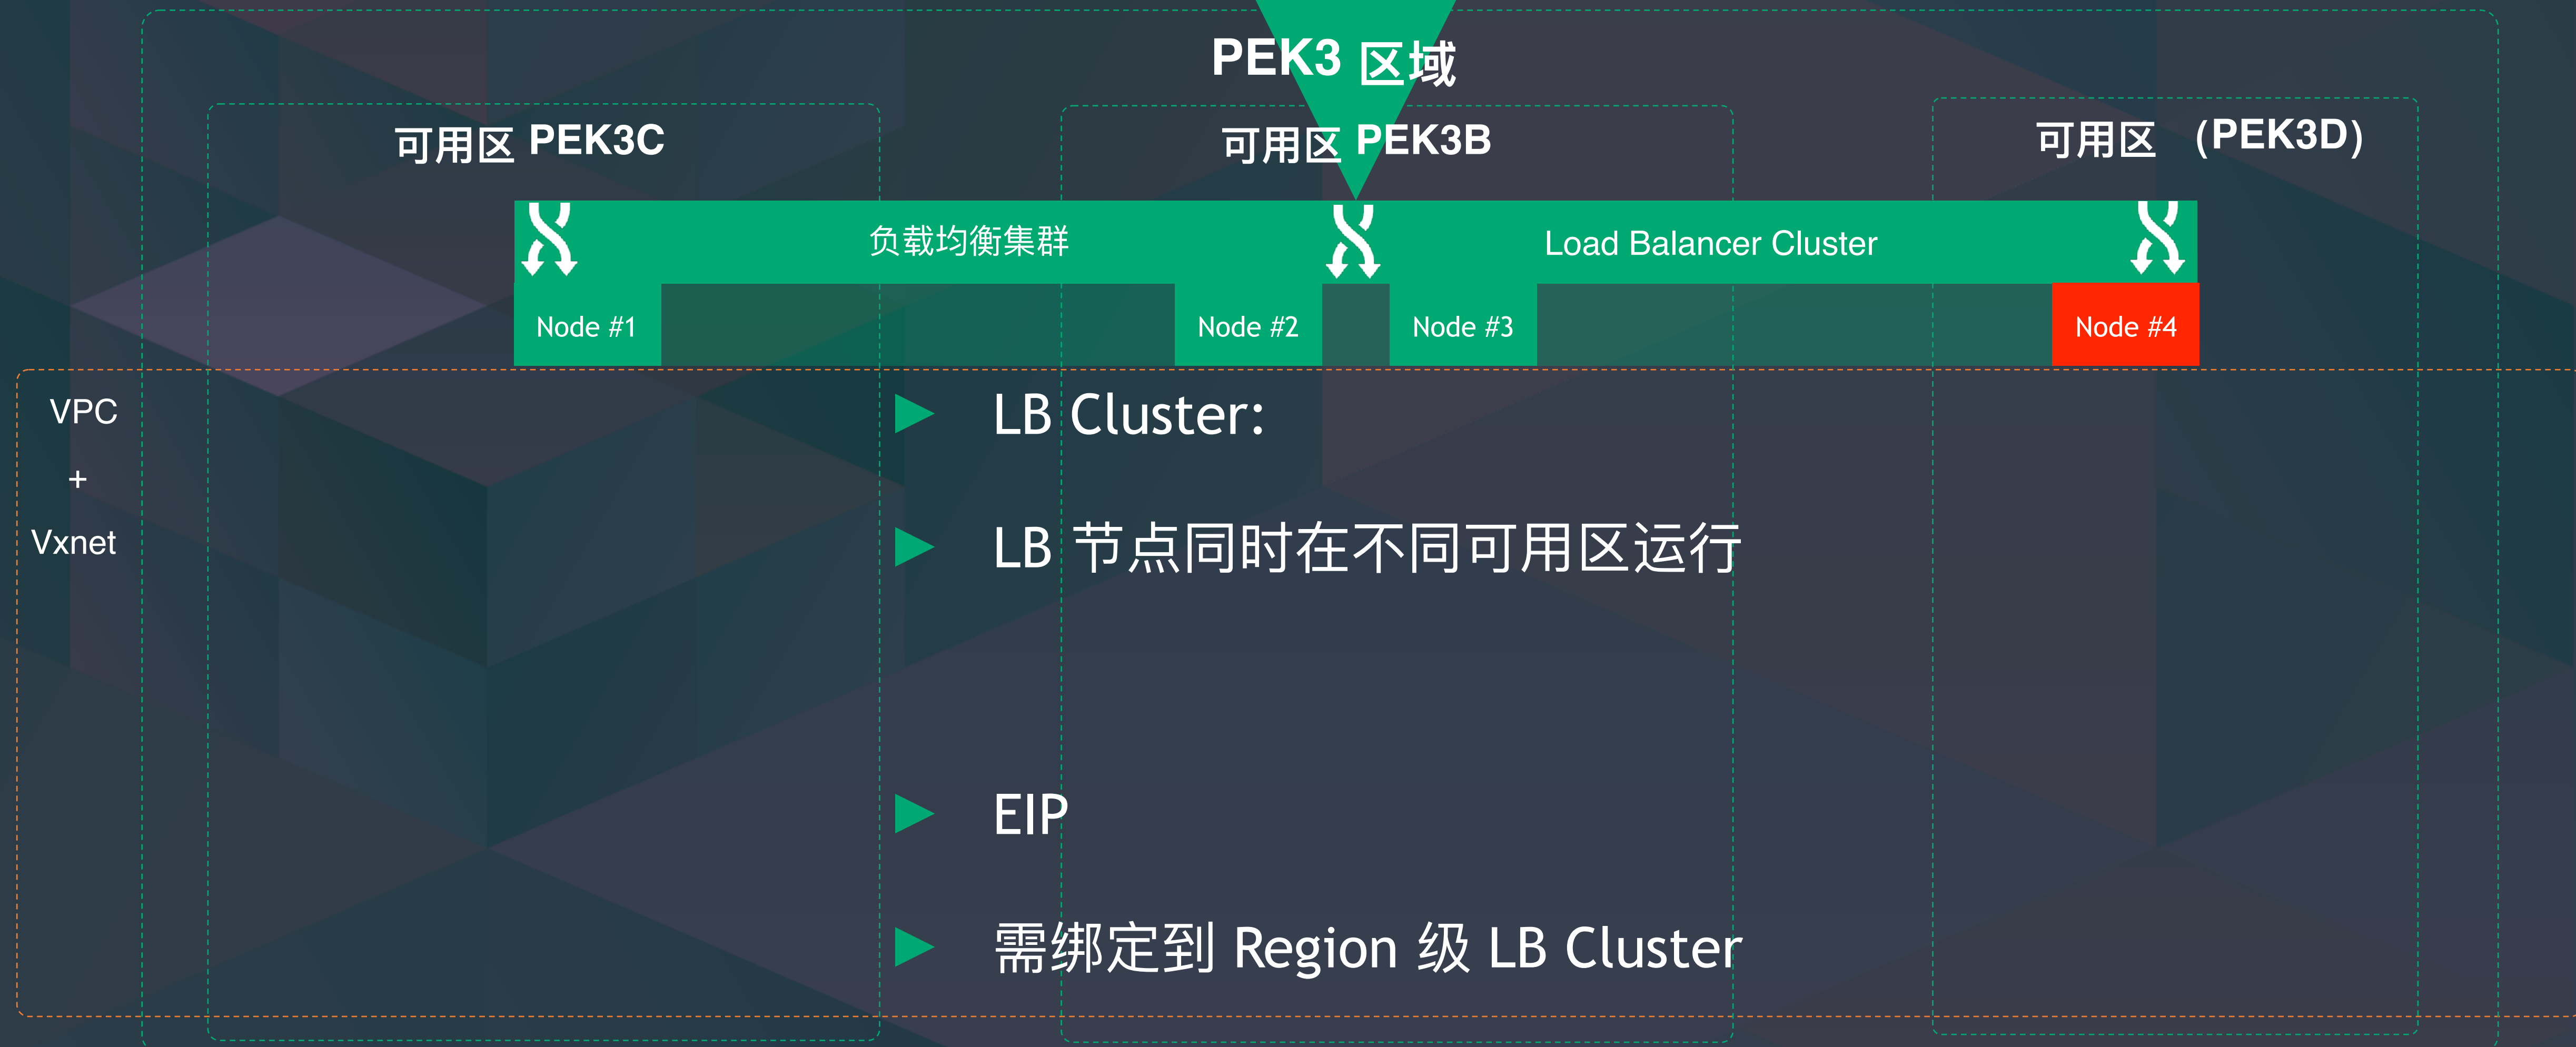 PEK3 区域
可用区 PEK3C
可用区 PEK3B
可用区 （PEK3D）
负载均衡集群
Load Balancer Cluster
Node #1
Node #2
Node #3
Node #4
VPC
+
Vxnet
LB Cluster:
LB 节点同时在不同可用区运行
EIP
需绑定到 Region 级 LB Cluster